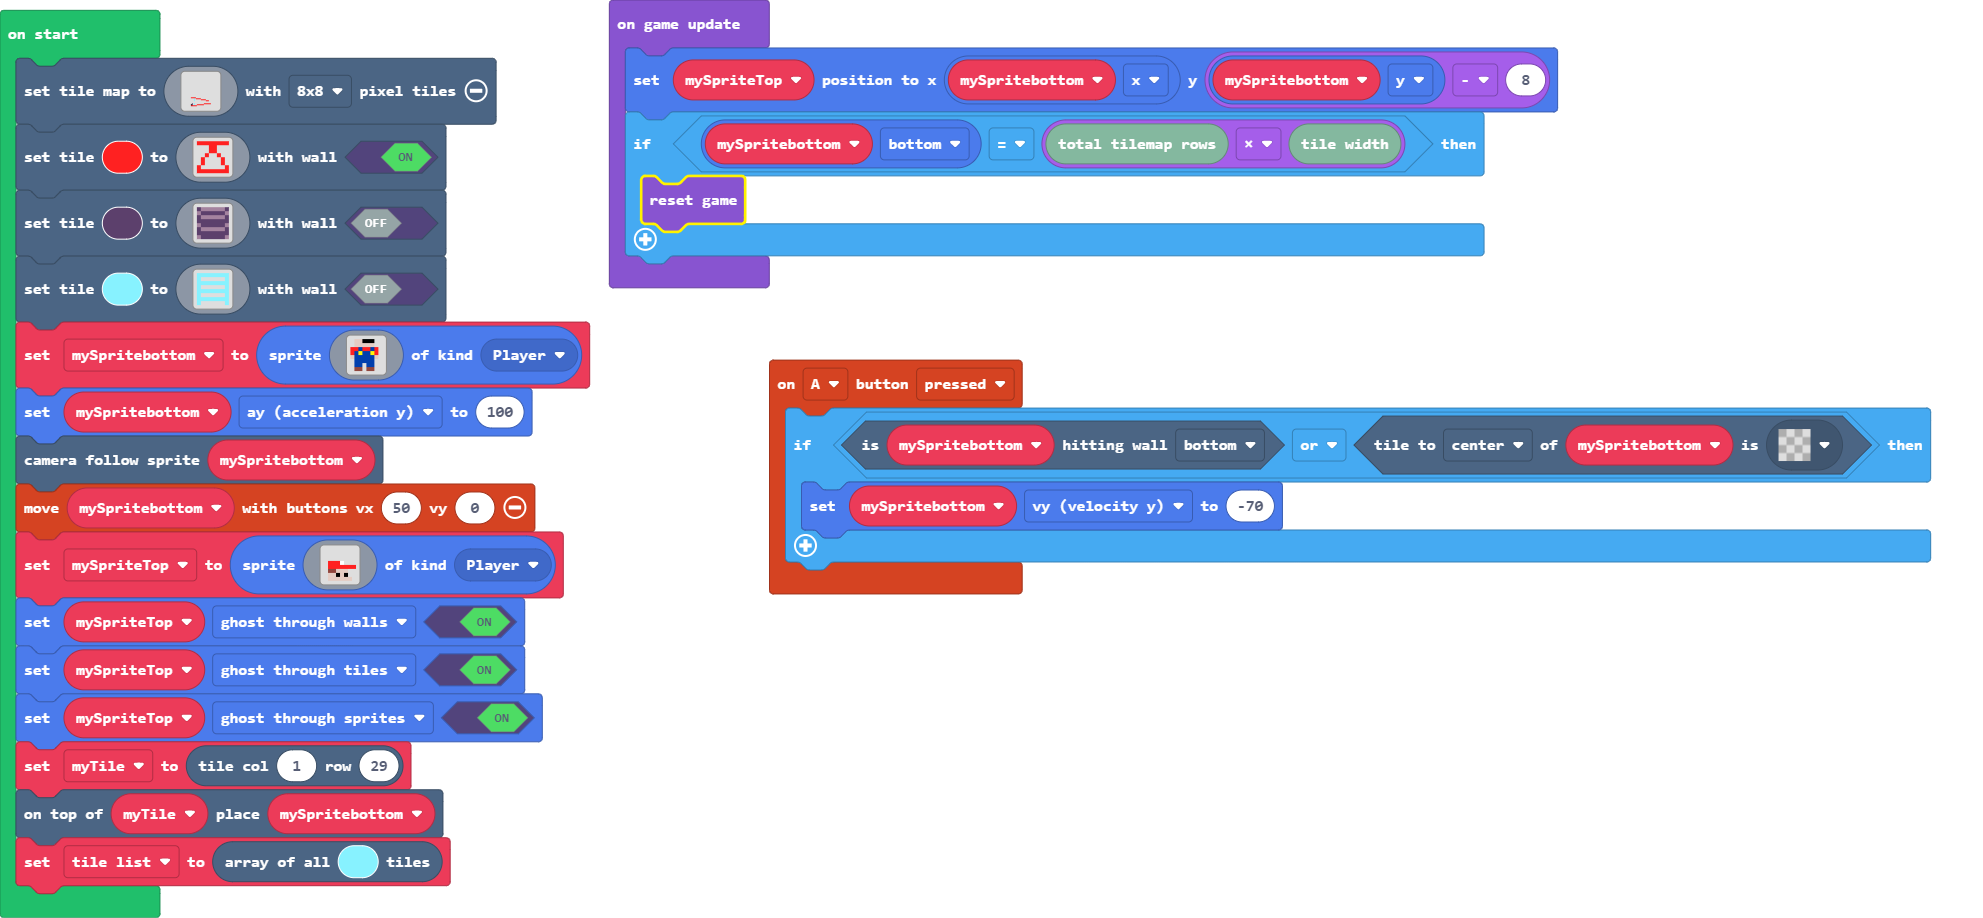 on start
set tile map to with 8x8 pixel tiles
set tile to with wall ON
set tile to with wall OFF
set tile to with wall OFF
set mySpritebottom to sprite of kind Player
set mySpritebottom ay (acceleration y) to 100
camera follow sprite mySpritebottom
move mySpritebottom with buttons vx 50 vy 0
set mySpriteTop to sprite of kind Player
set mySpriteTop ghost through walls ON
set mySpriteTop ghost through tiles ON
set mySpriteTop ghost through sprites ON
set myTile to tile col 1 row 29
on top of myTile place mySpritebottom
set tile list to array of all tiles
on game update
set mySpriteTop position to x mySpritebottom x y mySpritebottom y - 8
if mySpritebottom bottom = total tilemap rows × tile width then
reset game
on A button pressed
if is mySpritebottom hitting wall bottom or tile to center of mySpritebottom is then
set mySpritebottom vy (velocity y) to -70